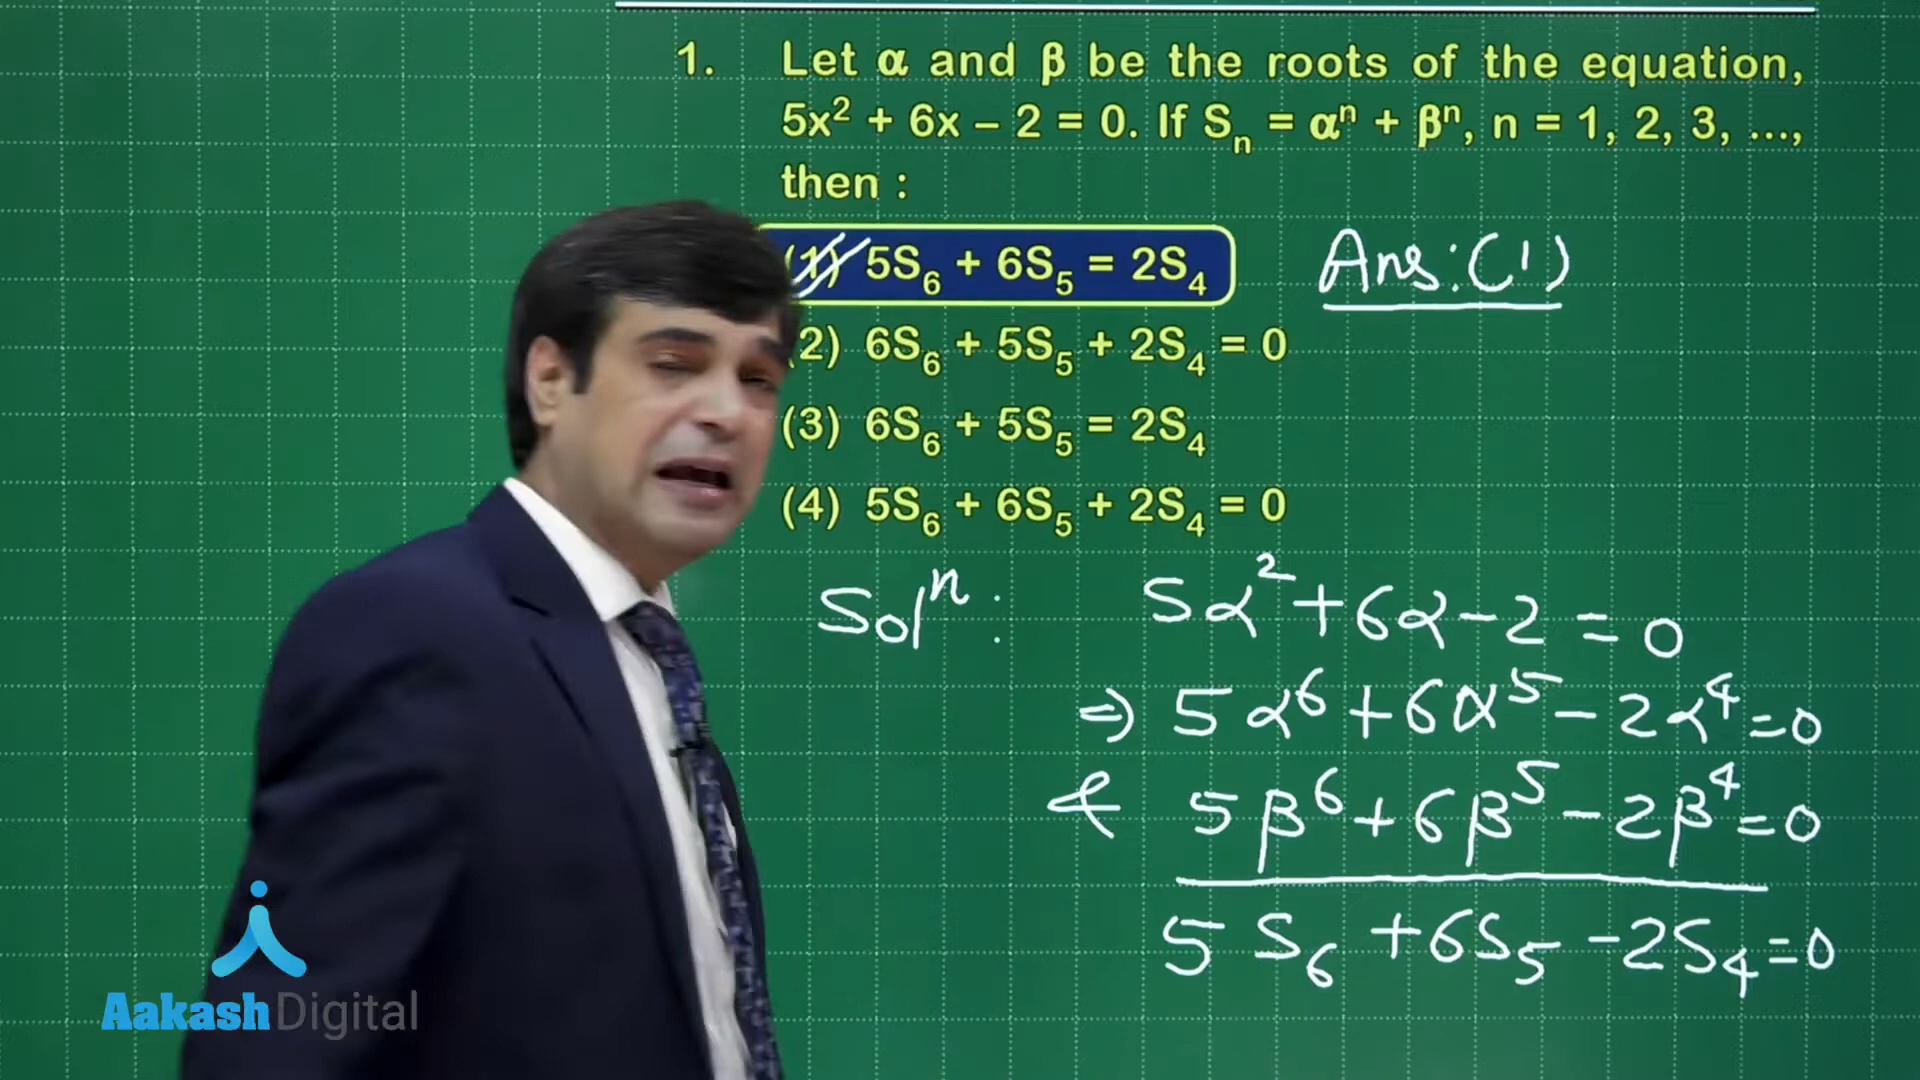 1. Let α and β be the roots of the equation,
5x² + 6x – 2 = 0. If Sₙ = αⁿ + βⁿ, n = 1, 2, 3, ...,
then :
(1) 5S₆ + 6S₅ = 2S₄ Ans:(1)
(2) 6S₆ + 5S₅ + 2S₄ = 0
(3) 6S₆ + 5S₅ = 2S₄
(4) 5S₆ + 6S₅ + 2S₄ = 0
Solⁿ: 5α² + 6α – 2 = 0
⇒ 5α⁶ + 6α⁵ – 2α⁴ = 0
& 5β⁶ + 6β⁵ – 2β⁴ = 0
5S₆ + 6S₅ – 2S₄ = 0
Aakash Digital